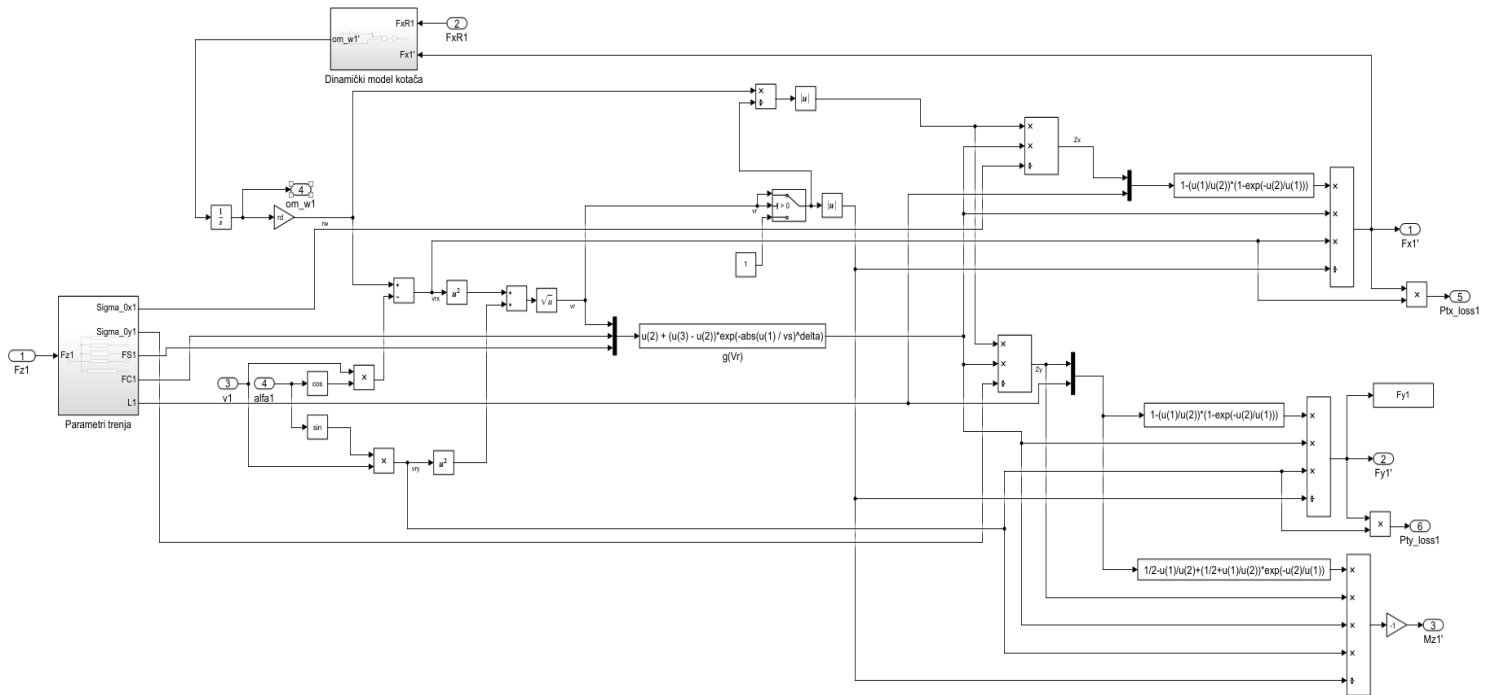 FxR1
om_w1'
Fx1'
Dinamički model kotača
2
FxR1
×
÷
|u|
4
om_w1
1
s
rd
rw
×
×
÷
Zx
vr
> 0
|u|
1
1-(u(1)/u(2))*(1-exp(-u(2)/u(1)))
×
×
×
÷
1
Fx1'
×
5
Ptx_loss1
+
−
vrx
u²
+
+
√u
vr
Sigma_0x1
Sigma_0y1
Fz1
FS1
FC1
L1
Parametri trenja
1
Fz1
3
v1
4
alfa1
cos
×
sin
×
vry
u²
u(2) + (u(3) - u(2))*exp(-abs(u(1) / vs)^delta)
g(Vr)
×
×
÷
Zy
1-(u(1)/u(2))*(1-exp(-u(2)/u(1)))
×
×
×
÷
Fy1
2
Fy1'
×
6
Pty_loss1
1/2-u(1)/u(2)+(1/2+u(1)/u(2))*exp(-u(2)/u(1))
×
×
×
×
÷
-1
3
Mz1'